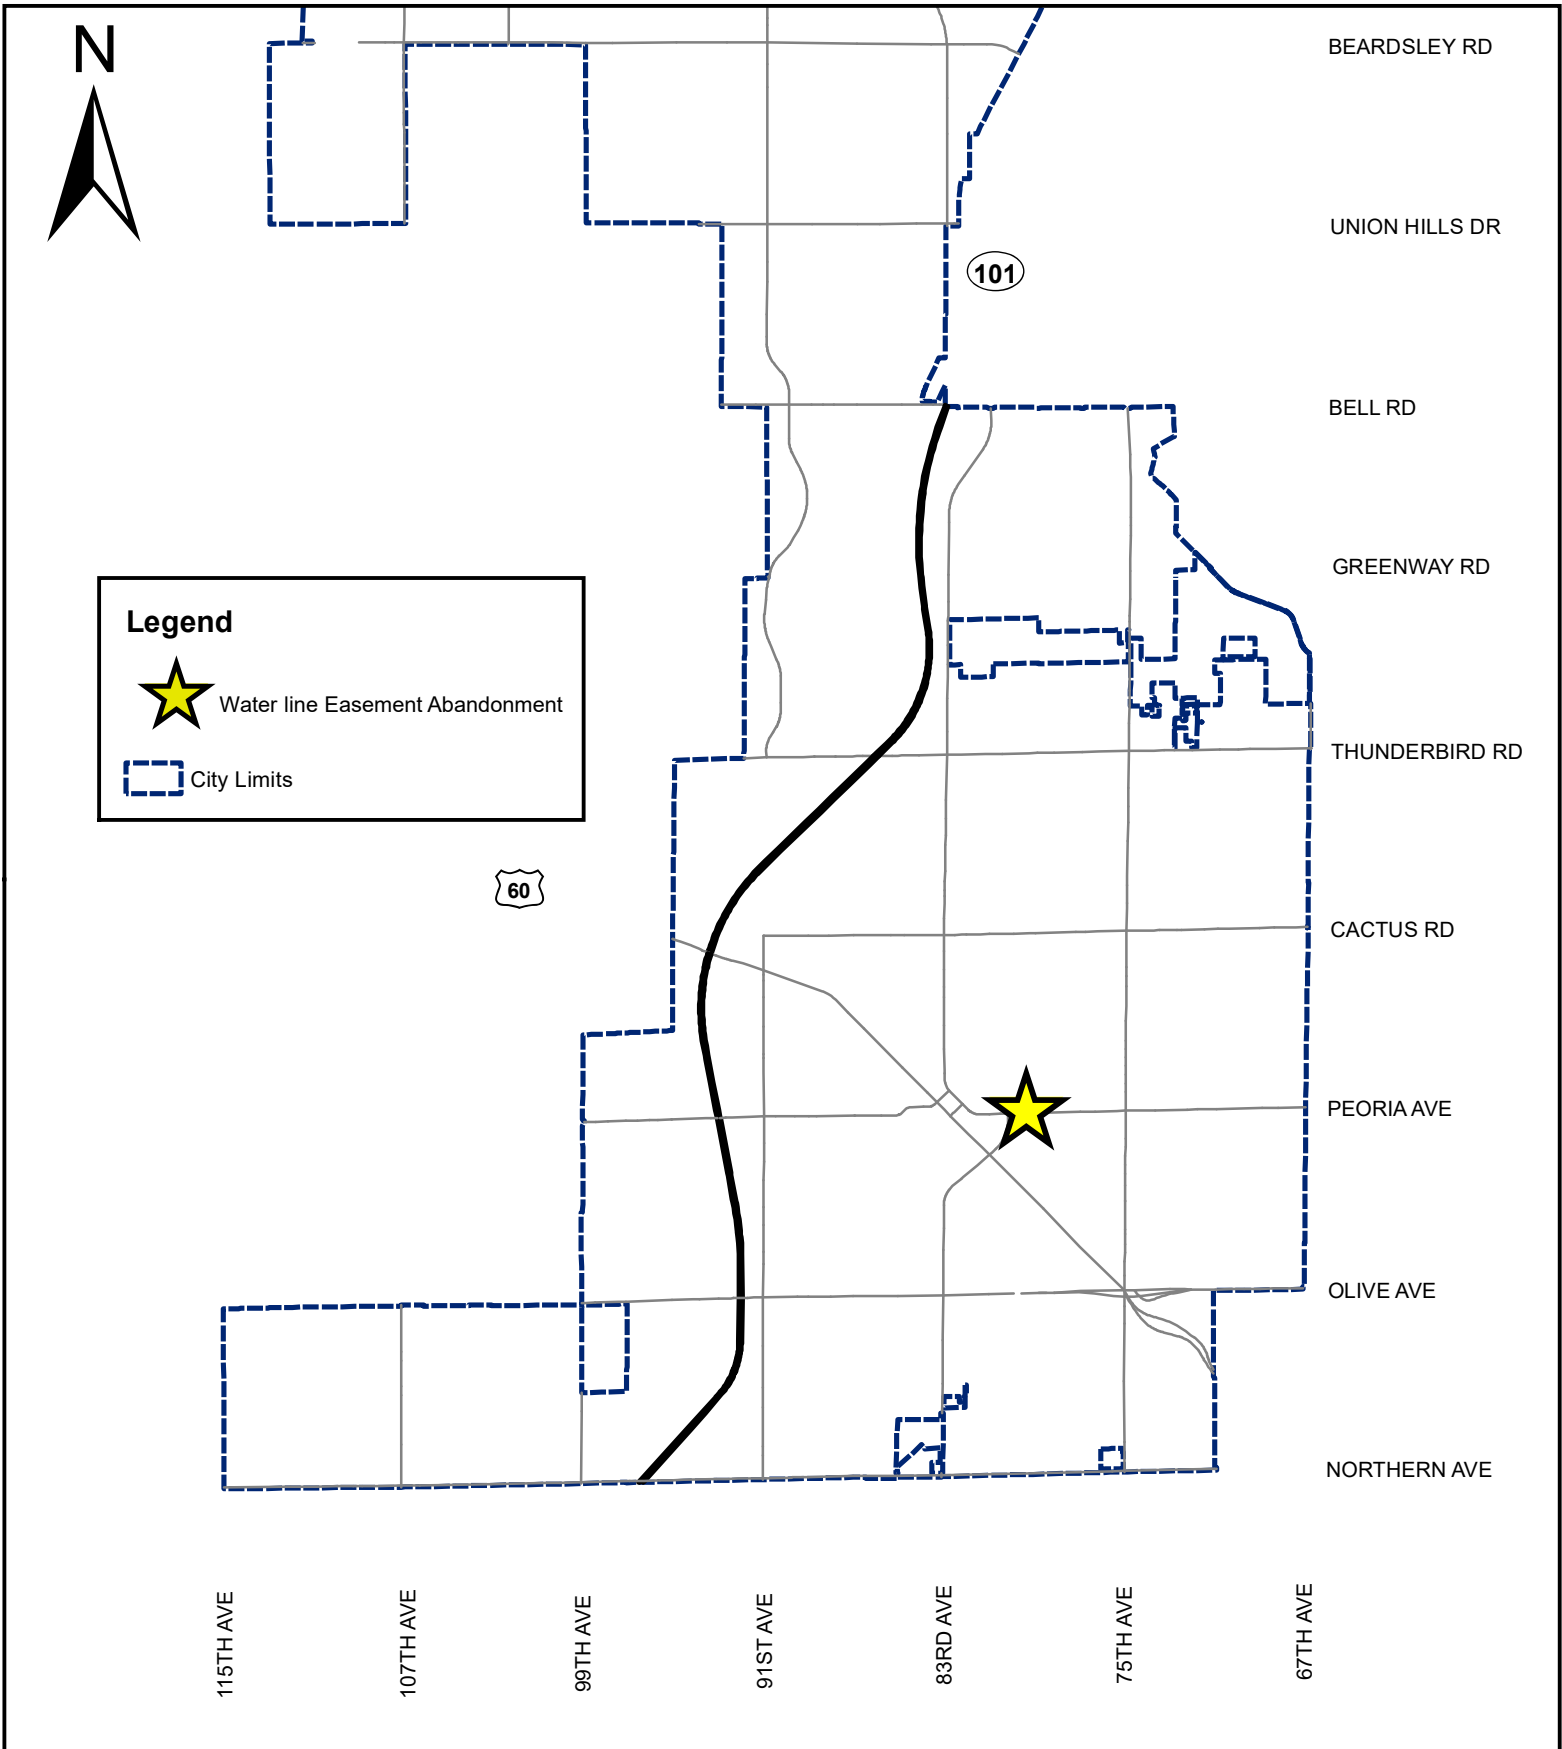 N
BEARDSLEY RD
UNION HILLS DR
101
BELL RD
GREENWAY RD
Legend
Water line Easement Abandonment
City Limits
THUNDERBIRD RD
60
CACTUS RD
PEORIA AVE
OLIVE AVE
NORTHERN AVE
115TH AVE
107TH AVE
99TH AVE
91ST AVE
83RD AVE
75TH AVE
67TH AVE